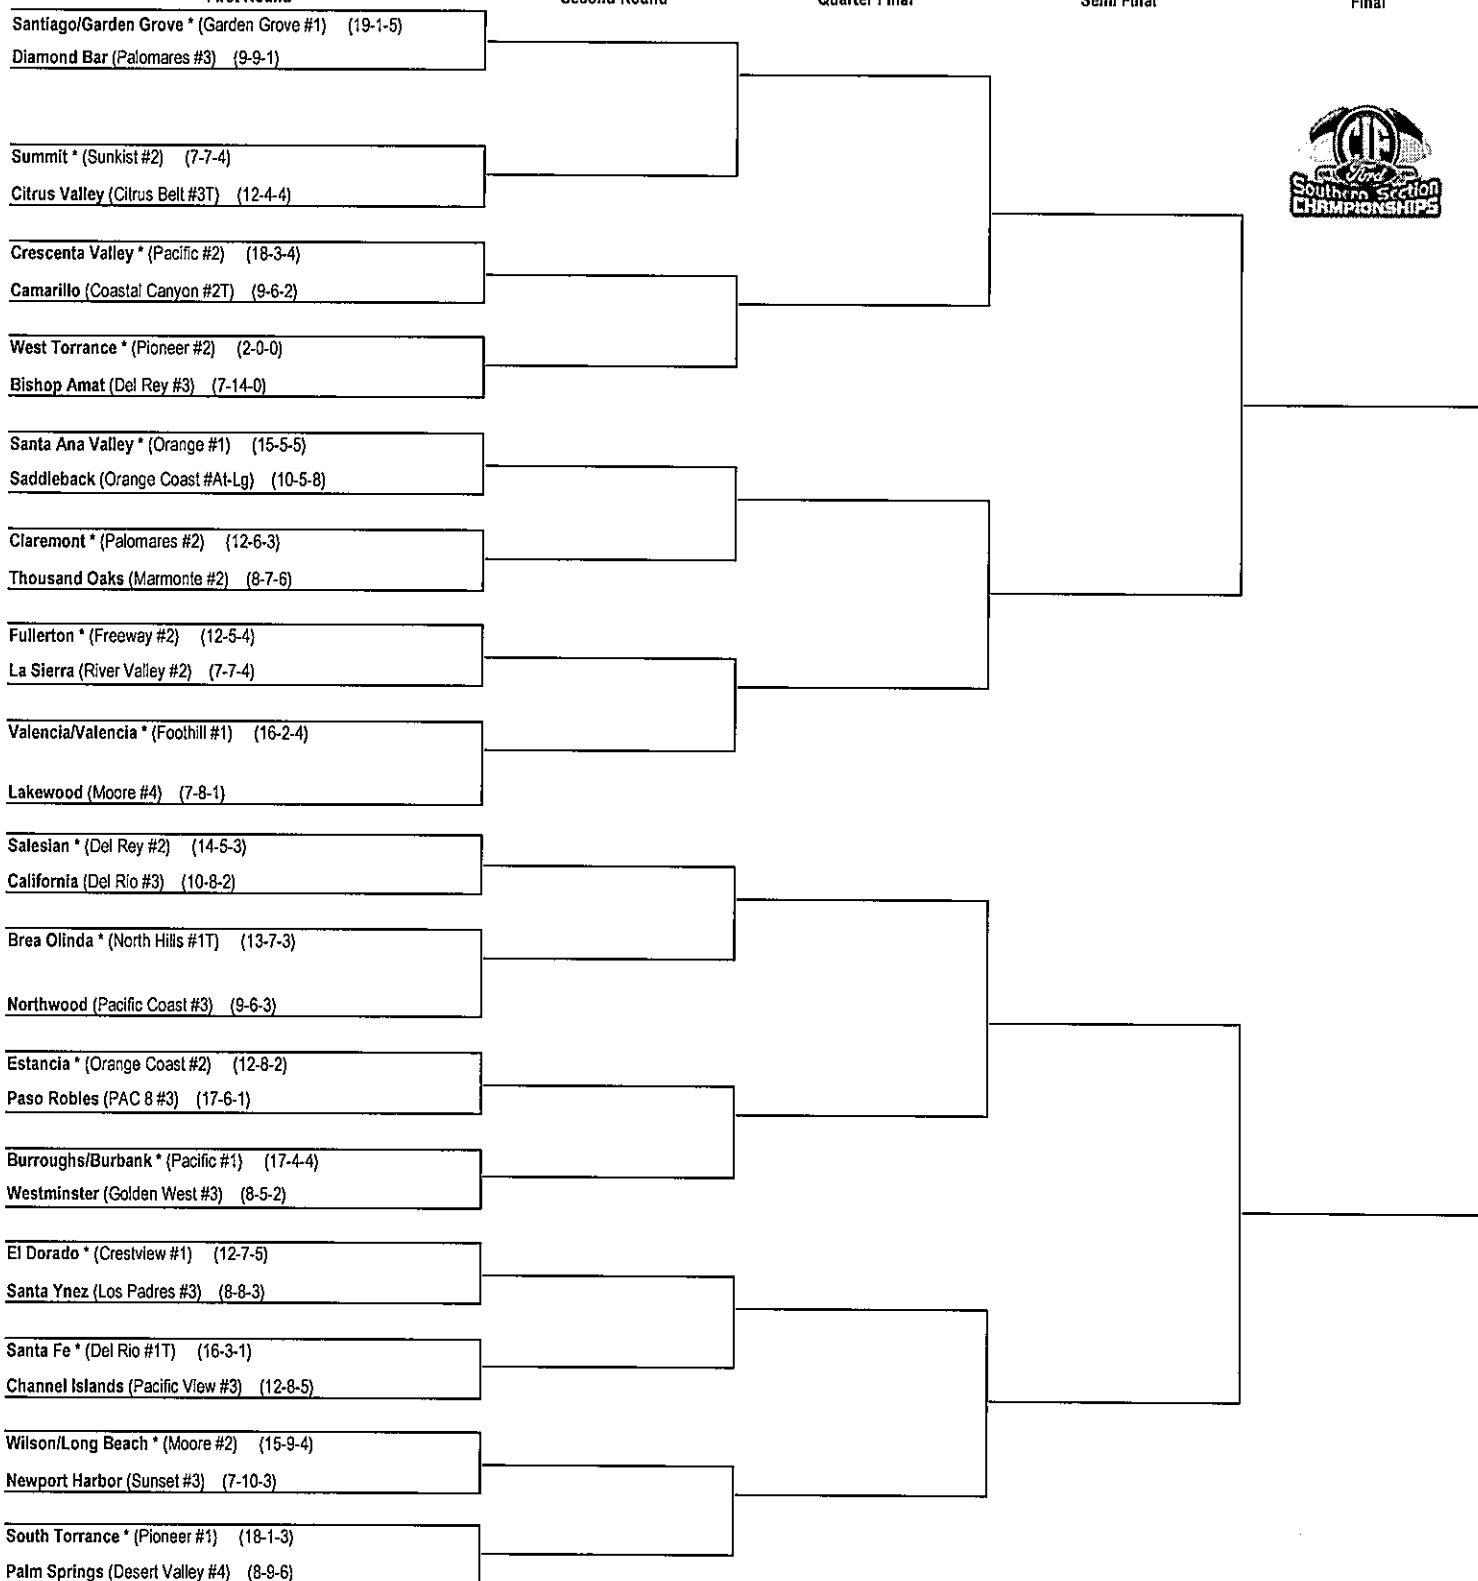 First Round Second Round Quarter Final Semi Final Final
Santiago/Garden Grove * (Garden Grove #1) (19-1-5)
Diamond Bar (Palomares #3) (9-9-1)
CIF
Ford
Southern Section
CHAMPIONSHIPS
Summit * (Sunkist #2) (7-7-4)
Citrus Valley (Citrus Belt #3T) (12-4-4)
Crescenta Valley * (Pacific #2) (18-3-4)
Camarillo (Coastal Canyon #2T) (9-6-2)
West Torrance * (Pioneer #2) (2-0-0)
Bishop Amat (Del Rey #3) (7-14-0)
Santa Ana Valley * (Orange #1) (15-5-5)
Saddleback (Orange Coast #At-Lg) (10-5-8)
Claremont * (Palomares #2) (12-6-3)
Thousand Oaks (Marmonte #2) (8-7-6)
Fullerton * (Freeway #2) (12-5-4)
La Sierra (River Valley #2) (7-7-4)
Valencia/Valencia * (Foothill #1) (16-2-4)
Lakewood (Moore #4) (7-8-1)
Salesian * (Del Rey #2) (14-5-3)
California (Del Rio #3) (10-8-2)
Brea Olinda * (North Hills #1T) (13-7-3)
Northwood (Pacific Coast #3) (9-6-3)
Estancia * (Orange Coast #2) (12-8-2)
Paso Robles (PAC 8 #3) (17-6-1)
Burroughs/Burbank * (Pacific #1) (17-4-4)
Westminster (Golden West #3) (8-5-2)
El Dorado * (Crestview #1) (12-7-5)
Santa Ynez (Los Padres #3) (8-8-3)
Santa Fe * (Del Rio #1T) (16-3-1)
Channel Islands (Pacific View #3) (12-8-5)
Wilson/Long Beach * (Moore #2) (15-9-4)
Newport Harbor (Sunset #3) (7-10-3)
South Torrance * (Pioneer #1) (18-1-3)
Palm Springs (Desert Valley #4) (8-9-6)